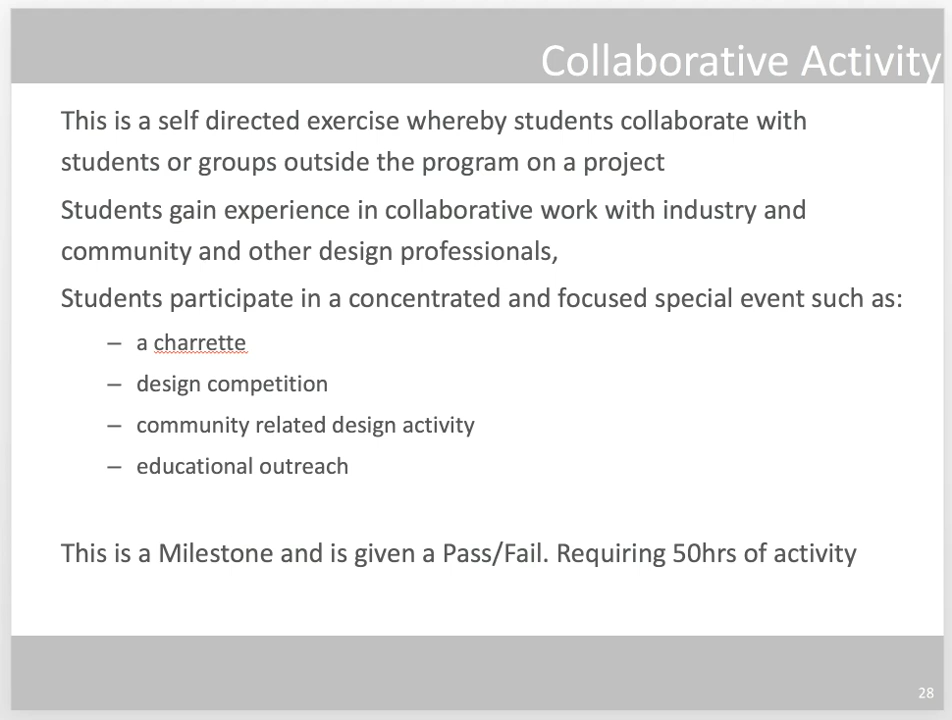 Collaborative Activity
This is a self directed exercise whereby students collaborate with
students or groups outside the program on a project
Students gain experience in collaborative work with industry and
community and other design professionals,
Students participate in a concentrated and focused special event such as:
– a charrette
– design competition
– community related design activity
– educational outreach
This is a Milestone and is given a Pass/Fail. Requiring 50hrs of activity
28